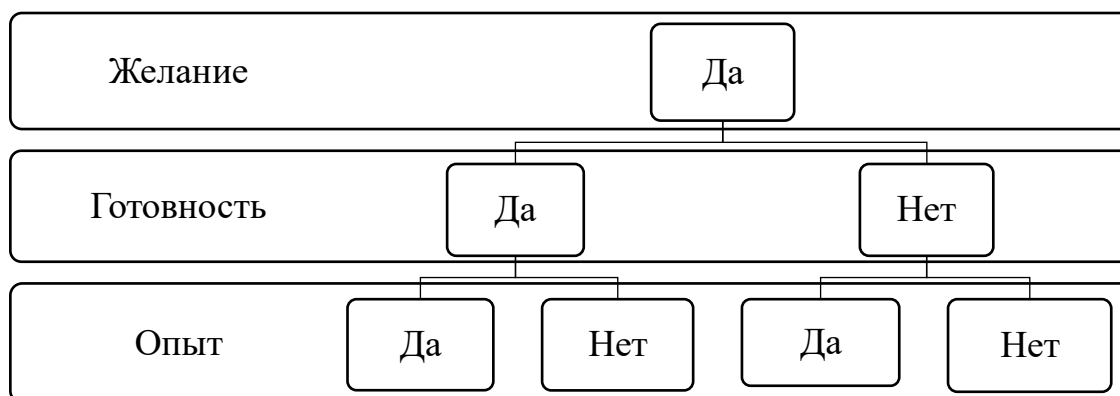 Желание
Да
Готовность
Да
Нет
Опыт
Да
Нет
Да
Нет